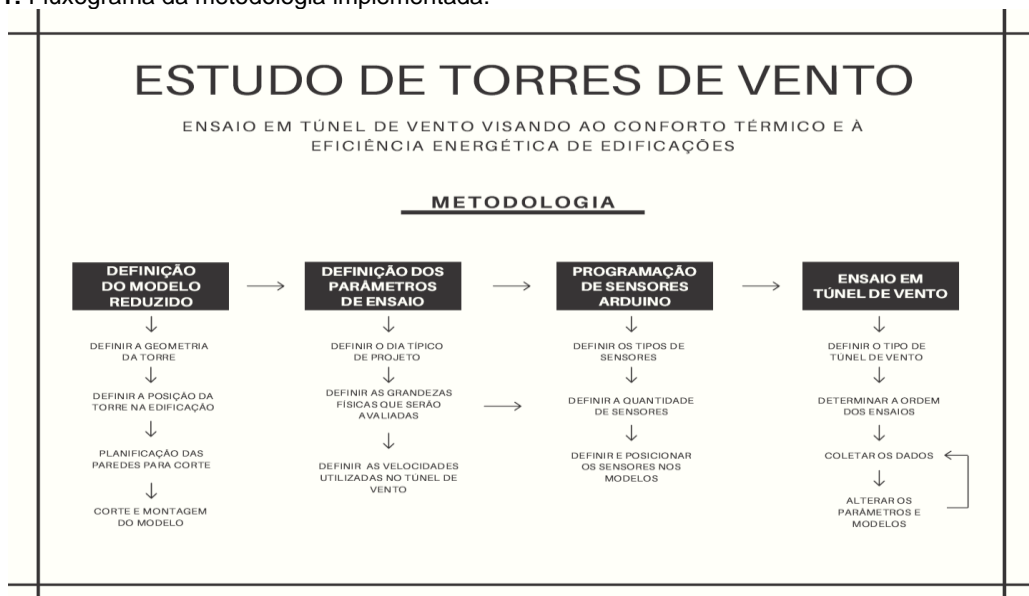 1. Fluxograma da metodologia implementada.
ESTUDO DE TORRES DE VENTO
ENSAIO EM TÚNEL DE VENTO VISANDO AO CONFORTO TÉRMICO E À
EFICIÊNCIA ENERGÉTICA DE EDIFICAÇÕES
METODOLOGIA
DEFINIÇÃO
DO MODELO
REDUZIDO
DEFINIR A GEOMETRIA
DA TORRE
DEFINIR A POSIÇÃO DA
TORRE NA EDIFICAÇÃO
PLANIFICAÇÃO DAS
PAREDES PARA CORTE
CORTE E MONTAGEM
DO MODELO
DEFINIÇÃO DOS
PARÂMETROS
DE ENSAIO
DEFINIR O DIA TÍPICO
DE PROJETO
DEFINIR AS GRANDEZAS
FÍSICAS QUE SERÃO
AVALIADAS
DEFINIR AS VELOCIDADES
UTILIZADAS NO TÚNEL DE
VENTO
PROGRAMAÇÃO
DE SENSORES
ARDUINO
DEFINIR OS TIPOS DE
SENSORES
DEFINIR A QUANTIDADE
DE SENSORES
DEFINIR E POSICIONAR
OS SENSORES NOS
MODELOS
ENSAIO EM
TÚNEL DE VENTO
DEFINIR O TIPO DE
TÚNEL DE VENTO
DETERMINAR A ORDEM
DOS ENSAIOS
COLETAR OS DADOS
ALTERAR OS
PARÂMETROS E
MODELOS